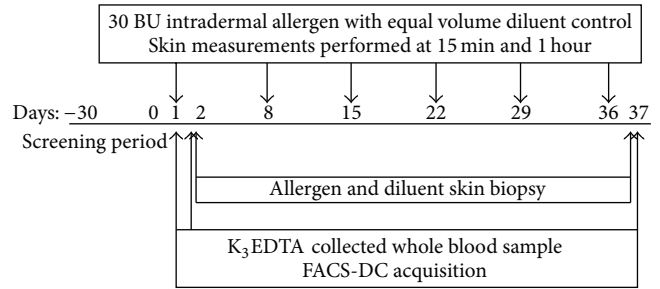 30 BU intradermal allergen with equal volume diluent control
Skin measurements performed at 15 min and 1 hour
Days: −30 0 1 2 8 15 22 29 36 37
Screening period
Allergen and diluent skin biopsy
K₃EDTA collected whole blood sample
FACS-DC acquisition